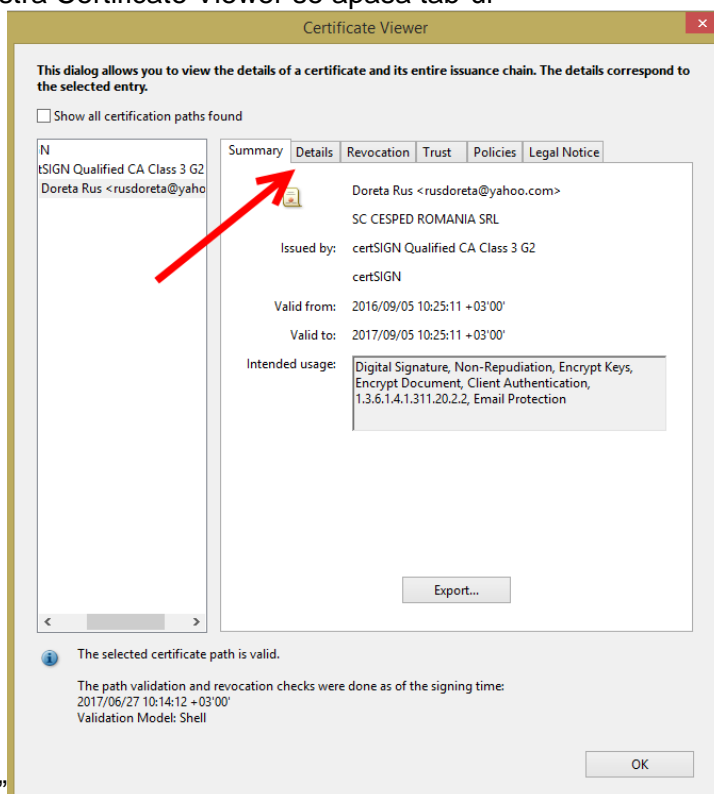 stra Certificate Viewer se apasa tab-ul
Certificate Viewer
This dialog allows you to view the details of a certificate and its entire issuance chain. The details correspond to
the selected entry.
Show all certification paths found
N
tSIGN Qualified CA Class 3 G2
Doreta Rus <rusdoreta@yaho
Summary Details Revocation Trust Policies Legal Notice
Doreta Rus <rusdoreta@yahoo.com>
SC CESPED ROMANIA SRL
Issued by: certSIGN Qualified CA Class 3 G2
certSIGN
Valid from: 2016/09/05 10:25:11 +03'00'
Valid to: 2017/09/05 10:25:11 +03'00'
Intended usage: Digital Signature, Non-Repudiation, Encrypt Keys,
Encrypt Document, Client Authentication,
1.3.6.1.4.1.311.20.2.2, Email Protection
Export...
The selected certificate path is valid.
The path validation and revocation checks were done as of the signing time:
2017/06/27 10:14:12 +03'00'
Validation Model: Shell
OK
”